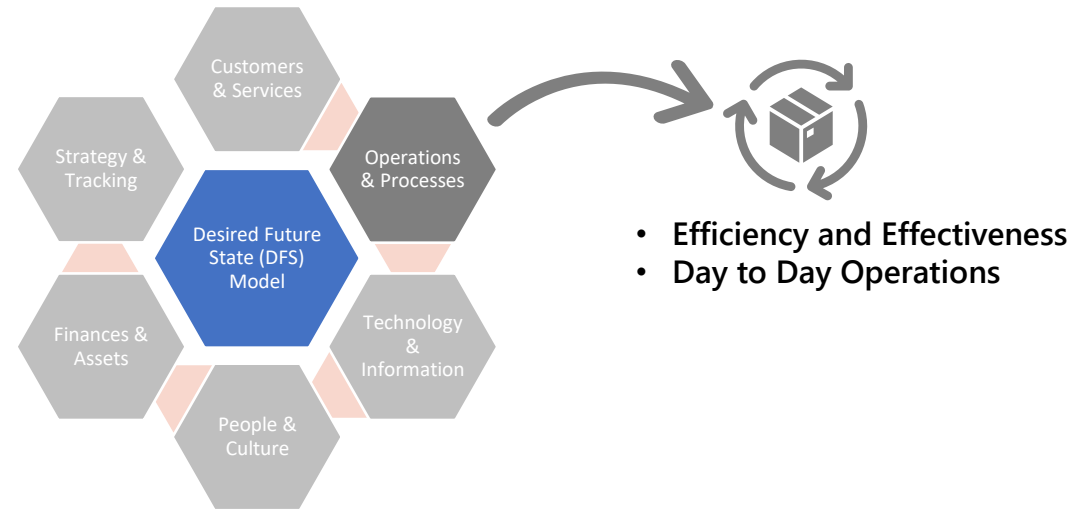 Customers
& Services
Operations
& Processes
Technology
&
Information
People &
Culture
Finances &
Assets
Strategy &
Tracking
Desired Future
State (DFS)
Model
• Efficiency and Effectiveness
• Day to Day Operations